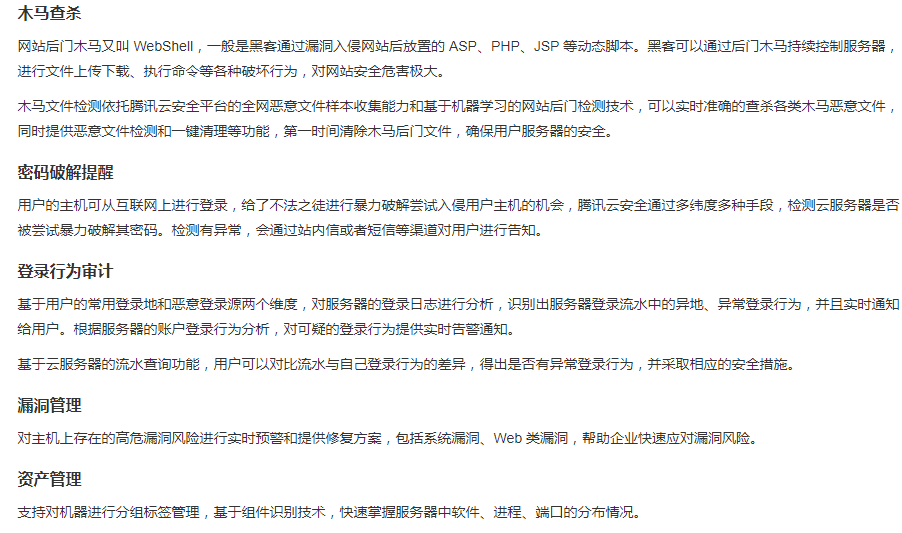 木马查杀
网站后门木马又叫 WebShell，一般是黑客通过漏洞入侵网站后放置的 ASP、PHP、JSP 等动态脚本。黑客可以通过后门木马持续控制服务器，
进行文件上传下载、执行命令等各种破坏行为，对网站安全危害极大。
木马文件检测依托腾讯云安全平台的全网恶意文件样本收集能力和基于机器学习的网站后门检测技术，可以实时准确的查杀各类木马恶意文件，
同时提供恶意文件检测和一键清理等功能，第一时间清除木马后门文件，确保用户服务器的安全。
密码破解提醒
用户的主机可从互联网上进行登录，给了不法之徒进行暴力破解尝试入侵用户主机的机会，腾讯云安全通过多纬度多种手段，检测云服务器是否
被尝试暴力破解其密码。检测有异常，会通过站内信或者短信等渠道对用户进行告知。
登录行为审计
基于用户的常用登录地和恶意登录源两个维度，对服务器的登录日志进行分析，识别出服务器登录流水中的异地、异常登录行为，并且实时通知
给用户。根据服务器的账户登录行为分析，对可疑的登录行为提供实时告警通知。
基于云服务器的流水查询功能，用户可以对比流水与自己登录行为的差异，得出是否有异常登录行为，并采取相应的安全措施。
漏洞管理
对主机上存在的高危漏洞风险进行实时预警和提供修复方案，包括系统漏洞、Web 类漏洞，帮助企业快速应对漏洞风险。
资产管理
支持对机器进行分组标签管理，基于组件识别技术，快速掌握服务器中软件、进程、端口的分布情况。